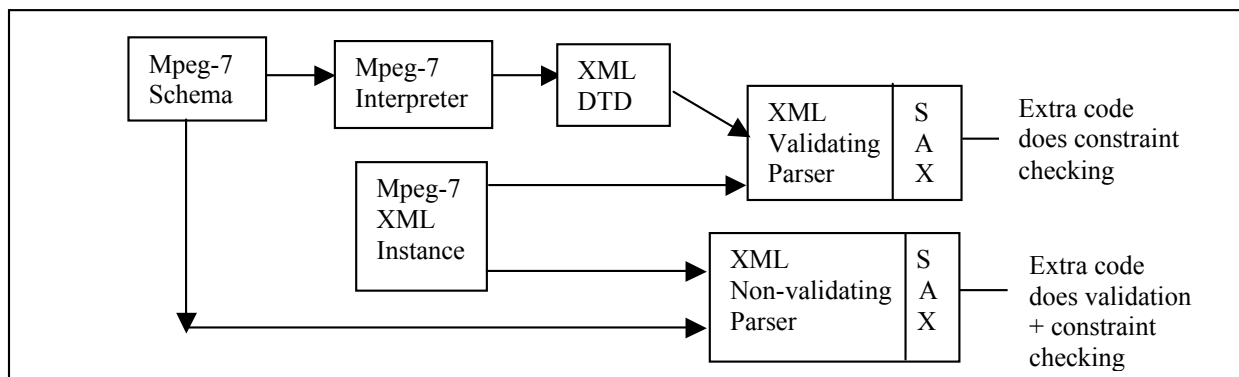 Mpeg-7
Schema
Mpeg-7
Interpreter
XML
DTD
XML
Validating
Parser
S
A
X
Extra code
does constraint
checking
Mpeg-7
XML
Instance
XML
Non-validating
Parser
S
A
X
Extra code
does validation
+ constraint
checking